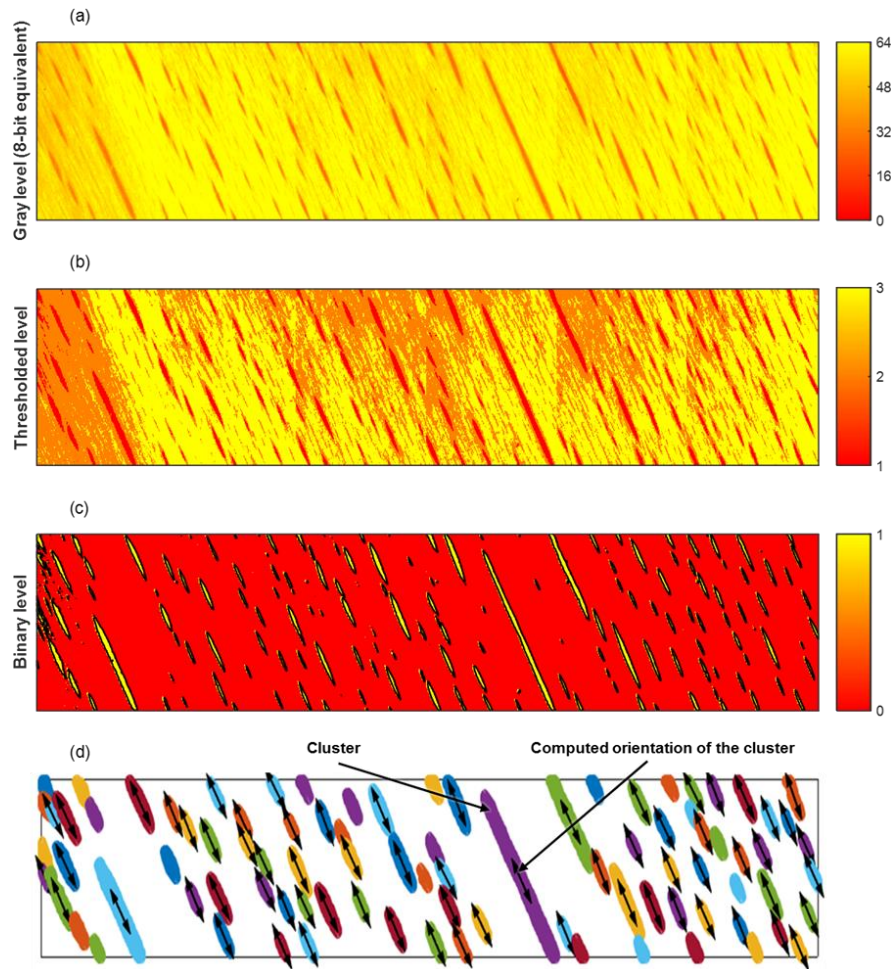 (a)
Gray level (8-bit equivalent)
64
48
32
16
0
(b)
Thresholded level
3
2
1
(c)
Binary level
1
0
(d)
Cluster
Computed orientation of the cluster